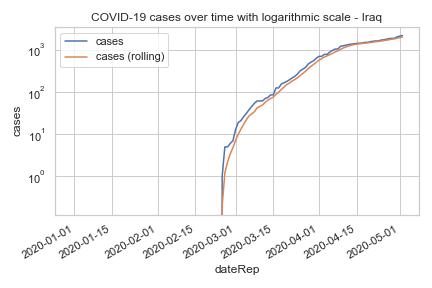 COVID-19 cases over time with logarithmic scale - Iraq
cases
cases (rolling)
10³
10²
10¹
10⁰
cases
2020-01-01
2020-01-15
2020-02-01
2020-02-15
2020-03-01
2020-03-15
2020-04-01
2020-04-15
2020-05-01
dateRep